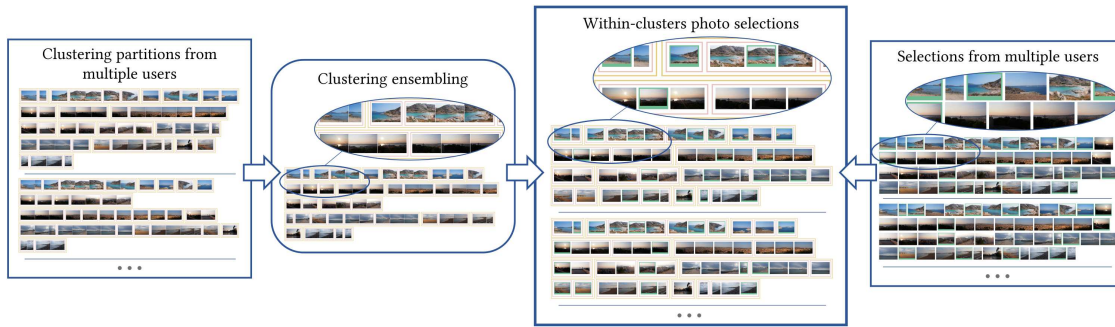 Clustering partitions from
multiple users
Clustering ensembling
Within-clusters photo selections
Selections from multiple users